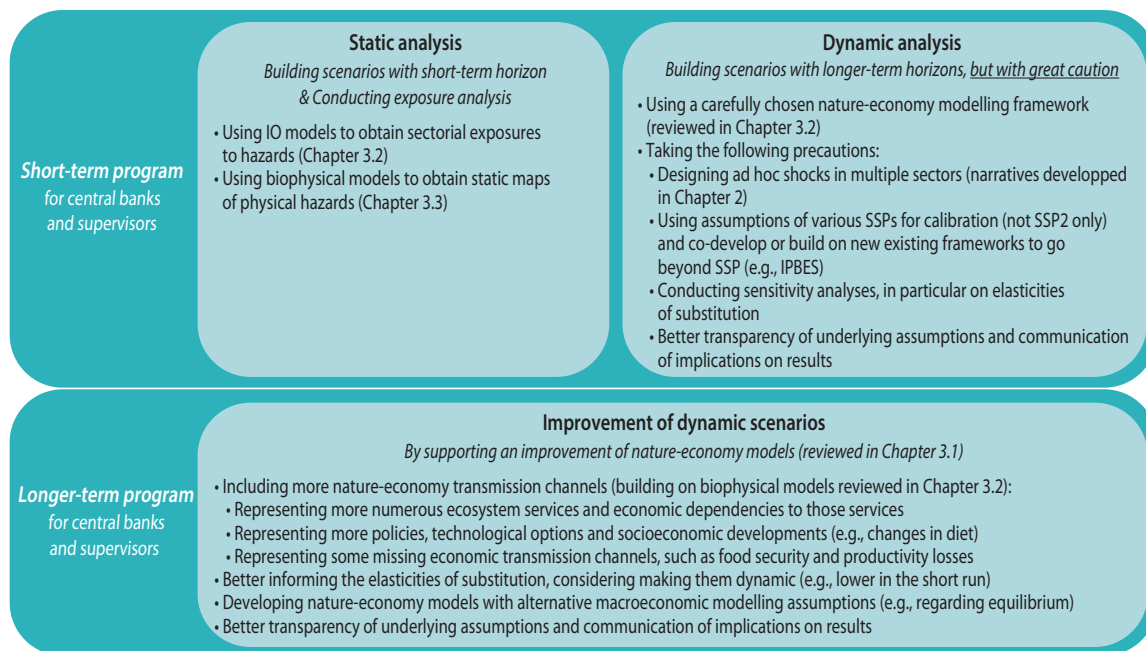 Short-term program
for central banks
and supervisors
Static analysis
Building scenarios with short-term horizon
& Conducting exposure analysis
• Using IO models to obtain sectorial exposures
to hazards (Chapter 3.2)
• Using biophysical models to obtain static maps
of physical hazards (Chapter 3.3)
Dynamic analysis
Building scenarios with longer-term horizons, but with great caution
• Using a carefully chosen nature-economy modelling framework
(reviewed in Chapter 3.2)
• Taking the following precautions:
• Designing ad hoc shocks in multiple sectors (narratives developped
in Chapter 2)
• Using assumptions of various SSPs for calibration (not SSP2 only)
and co-develop or build on new existing frameworks to go
beyond SSP (e.g., IPBES)
• Conducting sensitivity analyses, in particular on elasticities
of substitution
• Better transparency of underlying assumptions and communication
of implications on results
Longer-term program
for central banks
and supervisors
Improvement of dynamic scenarios
By supporting an improvement of nature-economy models (reviewed in Chapter 3.1)
• Including more nature-economy transmission channels (building on biophysical models reviewed in Chapter 3.2):
• Representing more numerous ecosystem services and economic dependencies to those services
• Representing more policies, technological options and socioeconomic developments (e.g., changes in diet)
• Representing some missing economic transmission channels, such as food security and productivity losses
• Better informing the elasticities of substitution, considering making them dynamic (e.g., lower in the short run)
• Developing nature-economy models with alternative macroeconomic modelling assumptions (e.g., regarding equilibrium)
• Better transparency of underlying assumptions and communication of implications on results